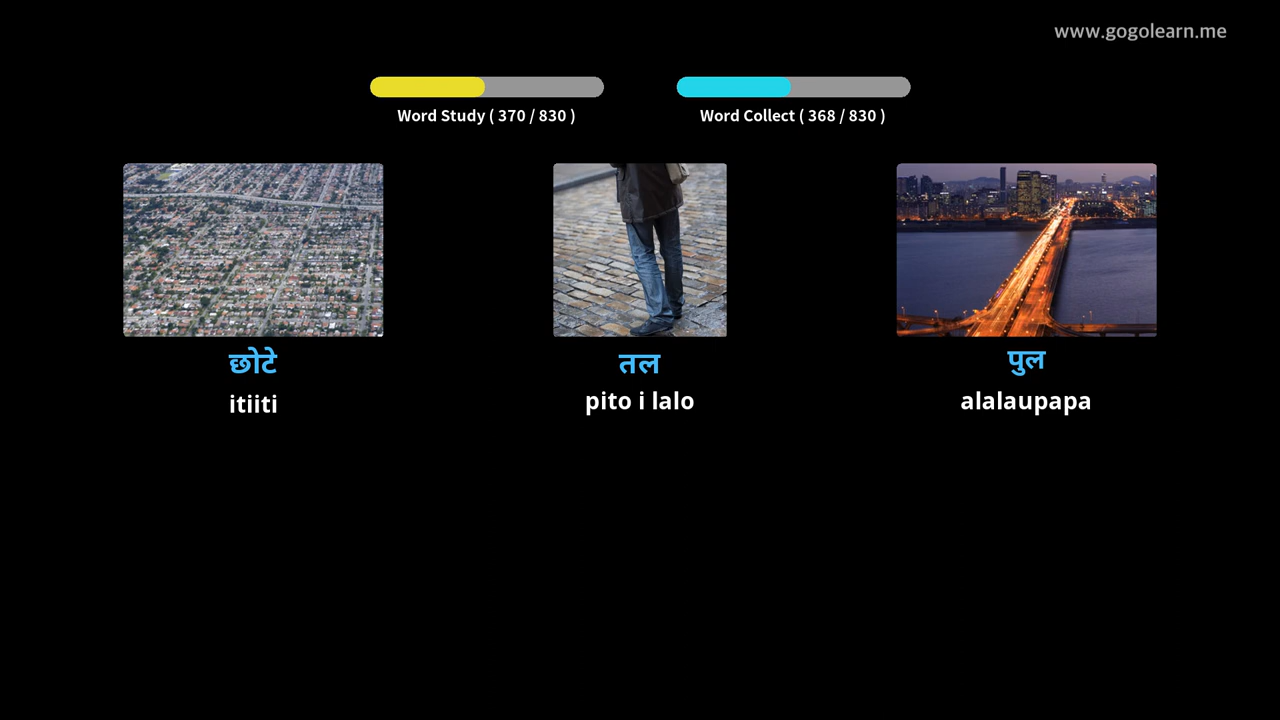 www.gogolearn.me
Word Study ( 370 / 830 )
Word Collect ( 368 / 830 )
छोटे
itiiti
तल
pito i lalo
पुल
alalaupapa